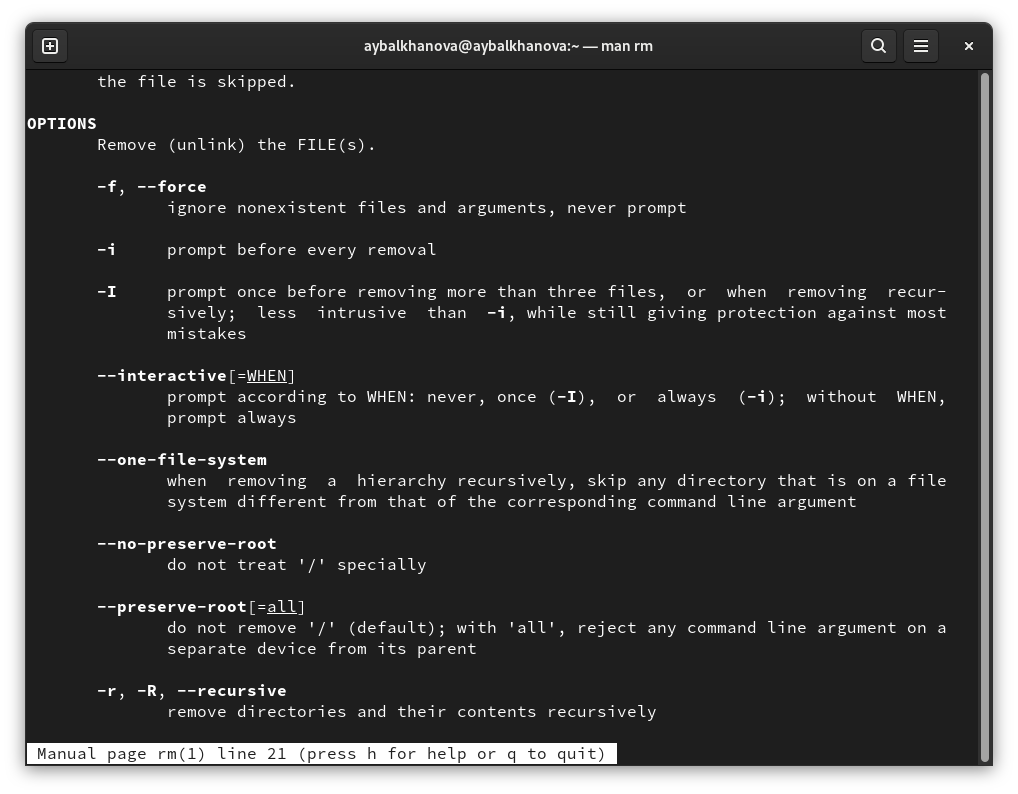 aybalkhanova@aybalkhanova:~ — man rm
the file is skipped.
OPTIONS
Remove (unlink) the FILE(s).
-f, --force
ignore nonexistent files and arguments, never prompt
-i     prompt before every removal
-I     prompt once before removing more than three files,  or  when  removing  recur-
sively;  less  intrusive  than  -i, while still giving protection against most
mistakes
--interactive[=WHEN]
prompt according to WHEN: never, once (-I),  or  always  (-i);  without  WHEN,
prompt always
--one-file-system
when  removing  a  hierarchy recursively, skip any directory that is on a file
system different from that of the corresponding command line argument
--no-preserve-root
do not treat '/' specially
--preserve-root[=all]
do not remove '/' (default); with 'all', reject any command line argument on a
separate device from its parent
-r, -R, --recursive
remove directories and their contents recursively
Manual page rm(1) line 21 (press h for help or q to quit)